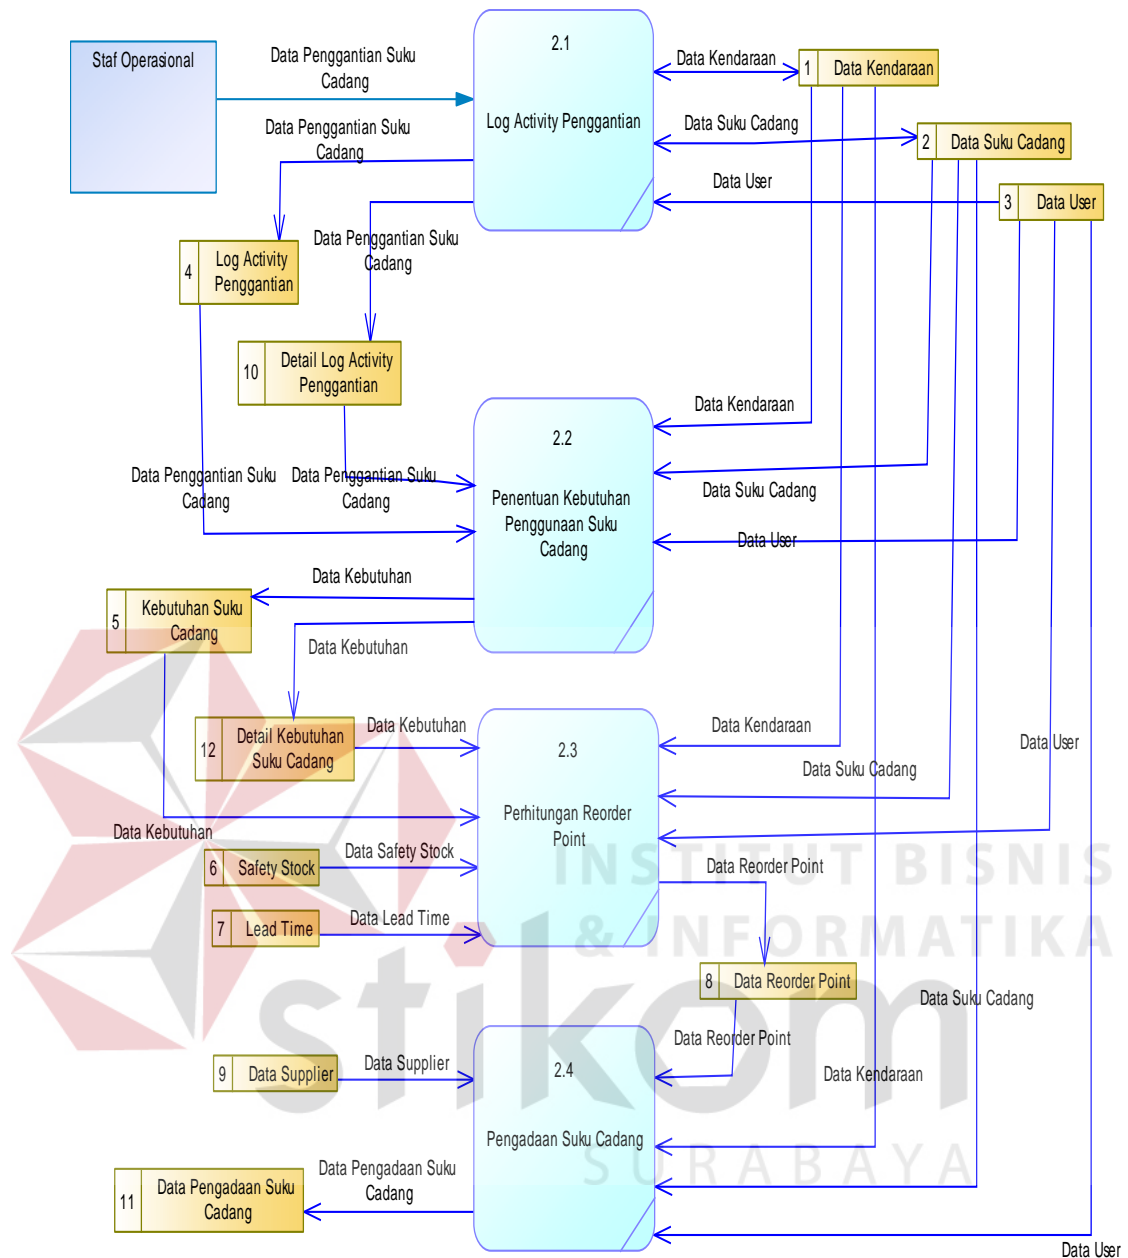 Staf Operasional
Data Penggantian Suku
Cadang
2.1
Log Activity Penggantian
Data Kendaraan
1
Data Kendaraan
Data Penggantian Suku
Cadang
Data Suku Cadang
2
Data Suku Cadang
Data User
3
Data User
Data Penggantian Suku
Cadang
4
Log Activity
Penggantian
10
Detail Log Activity
Penggantian
2.2
Penentuan Kebutuhan
Penggunaan Suku
Cadang
Data Kendaraan
Data Penggantian Suku
Cadang
Data Penggantian Suku
Cadang
Data Suku Cadang
Data User
Data Kebutuhan
5
Kebutuhan Suku
Cadang
Data Kebutuhan
12
Detail Kebutuhan
Suku Cadang
Data Kebutuhan
2.3
Perhitungan Reorder
Point
Data Kendaraan
Data User
Data Suku Cadang
Data Kebutuhan
6
Safety Stock
Data Safety Stock
Data Reorder Point
7
Lead Time
Data Lead Time
INSTITUT BISNIS
& INFORMATIKA
stikom
SURABAYA
8
Data Reorder Point
Data Suku Cadang
Data Reorder Point
9
Data Supplier
Data Supplier
2.4
Pengadaan Suku Cadang
Data Kendaraan
11
Data Pengadaan Suku
Cadang
Data Pengadaan Suku
Cadang
Data User